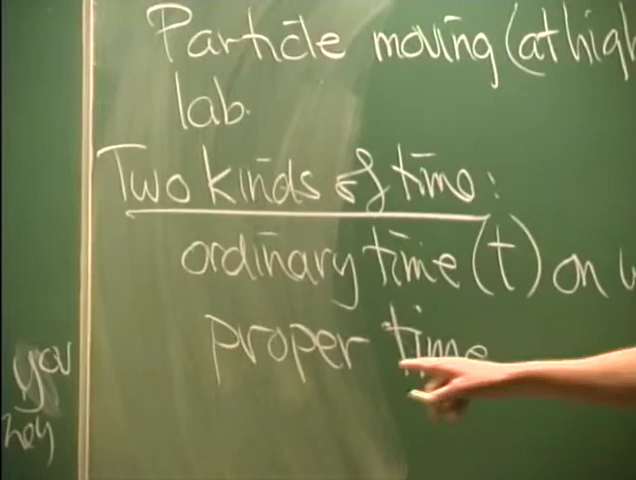 Particle moving (at high
lab.
Two kinds of time:
ordinary time (t) on
proper time
you
hey